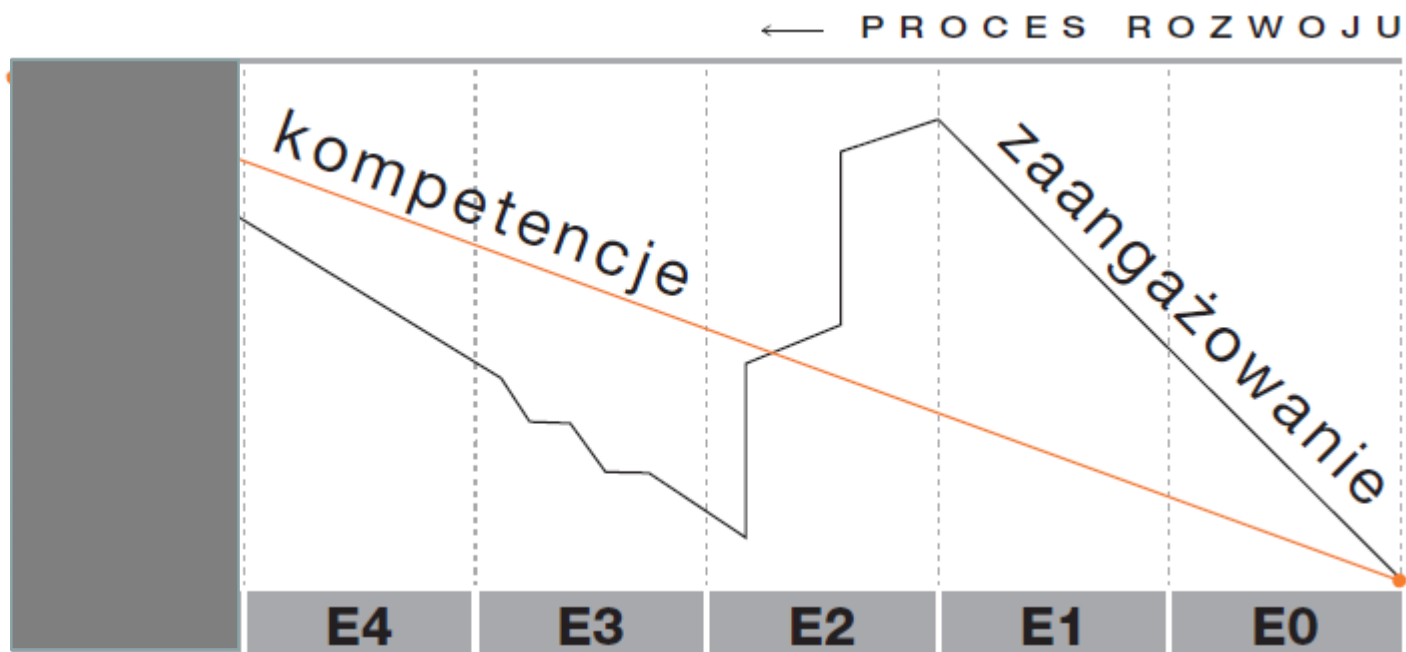 ← PROCES ROZWOJU
kompetencje
zaangażowanie
E4 E3 E2 E1 E0